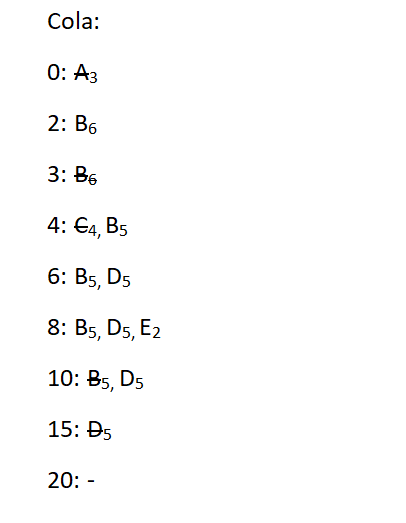 Cola:
0: A3
2: B6
3: B6
4: C4, B5
6: B5, D5
8: B5, D5, E2
10: B5, D5
15: D5
20: -